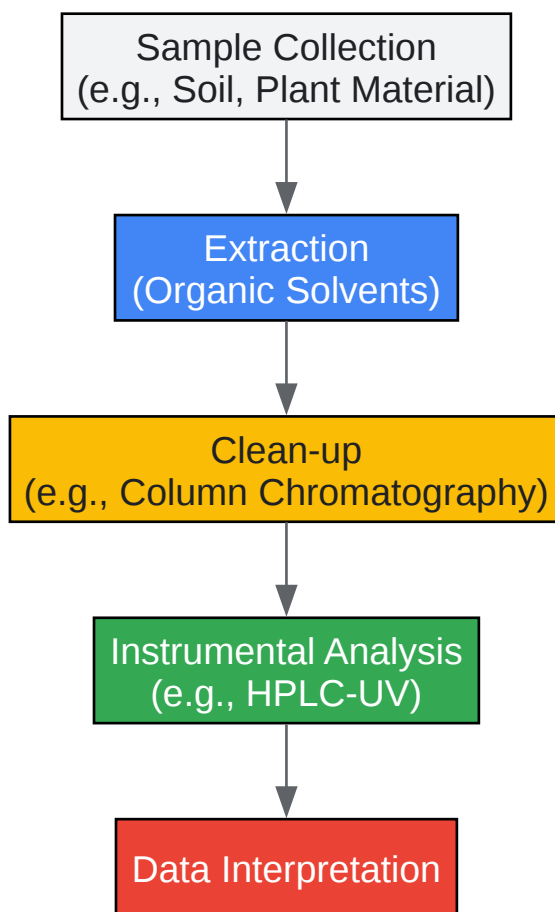 Sample Collection
(e.g., Soil, Plant Material)
Extraction
(Organic Solvents)
Clean-up
(e.g., Column Chromatography)
Instrumental Analysis
(e.g., HPLC-UV)
Data Interpretation